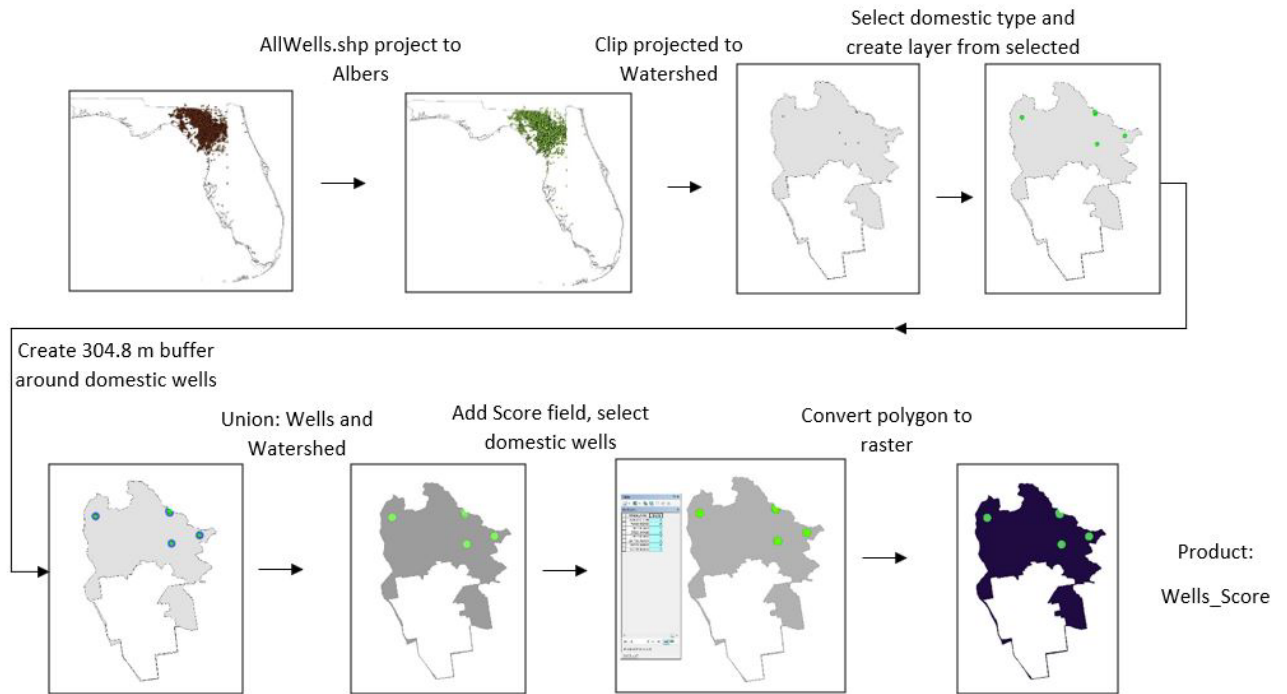 AllWells.shp project to
Albers
Clip projected to
Watershed
Select domestic type and
create layer from selected
Create 304.8 m buffer
around domestic wells
Union: Wells and
Watershed
Add Score field, select
domestic wells
Convert polygon to
raster
Product:
Wells_Score